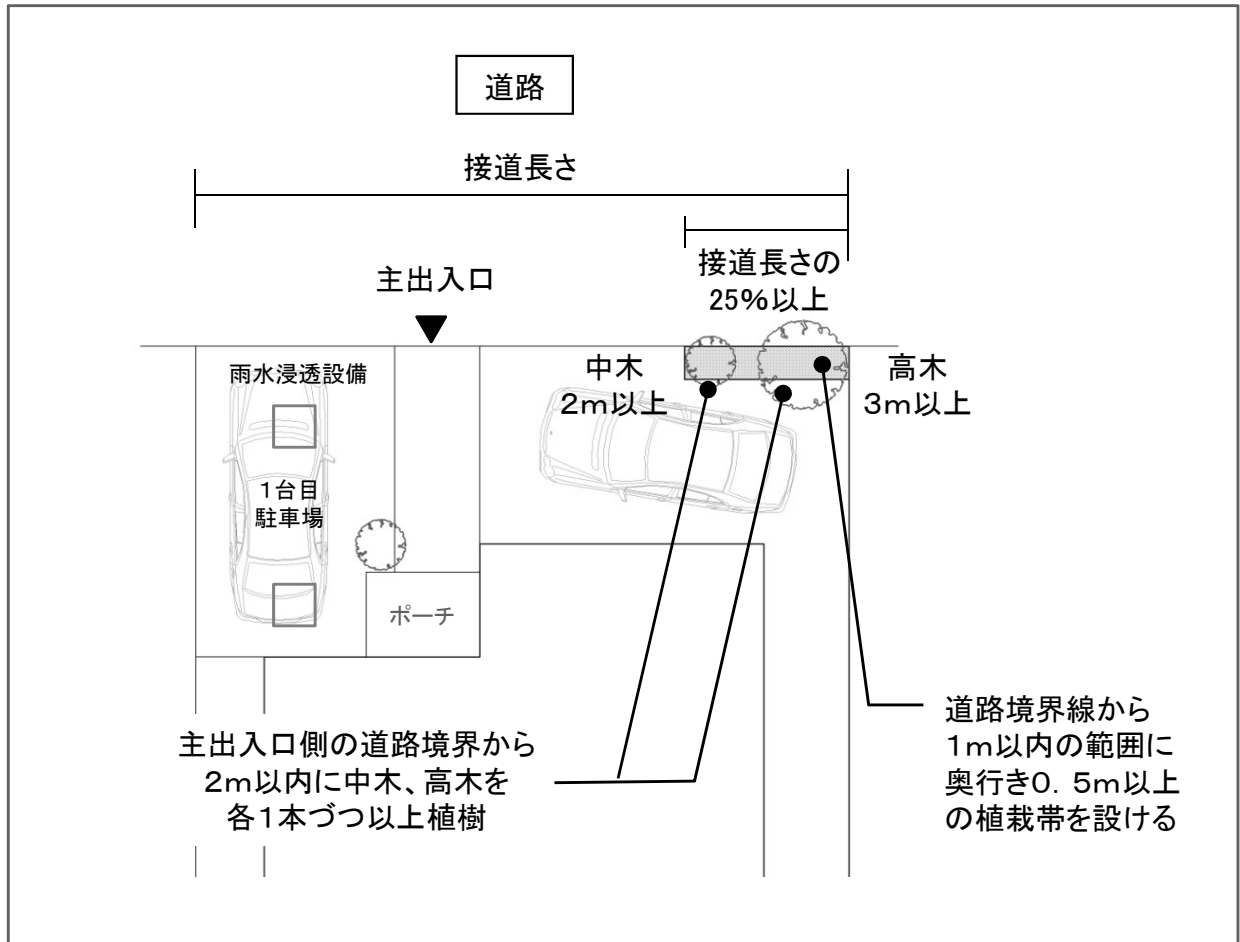 道路
接道長さ
接道長さの
25%以上
主出入口
雨水浸透設備
中木
2m以上
高木
3m以上
1台目
駐車場
ポーチ
主出入口側の道路境界から
2m以内に中木、高木を
各1本づつ以上植樹
道路境界線から
1m以内の範囲に
奥行き0.5m以上
の植栽帯を設ける